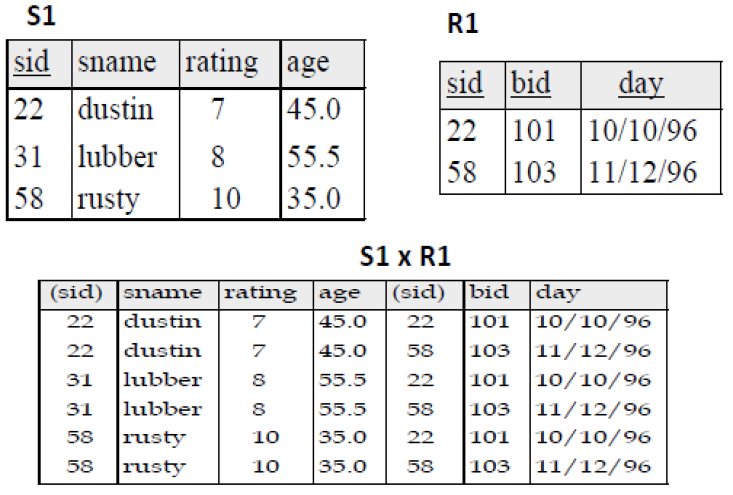 S1
sid sname rating age
22 dustin 7 45.0
31 lubber 8 55.5
58 rusty 10 35.0
R1
sid bid day
22 101 10/10/96
58 103 11/12/96
S1 x R1
(sid) sname rating age (sid) bid day
22 dustin 7 45.0 22 101 10/10/96
22 dustin 7 45.0 58 103 11/12/96
31 lubber 8 55.5 22 101 10/10/96
31 lubber 8 55.5 58 103 11/12/96
58 rusty 10 35.0 22 101 10/10/96
58 rusty 10 35.0 58 103 11/12/96